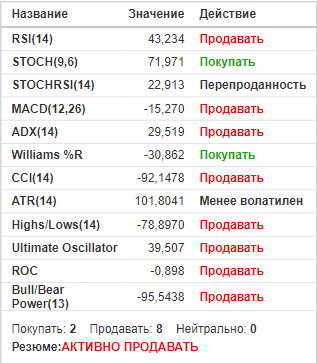 Название Значение Действие
RSI(14) 43,234 Продавать
STOCH(9,6) 71,971 Покупать
STOCHRSI(14) 22,913 Перепроданность
MACD(12,26) -15,270 Продавать
ADX(14) 29,519 Продавать
Williams %R -30,862 Покупать
CCI(14) -92,1478 Продавать
ATR(14) 101,8041 Менее волатилен
Highs/Lows(14) -78,8970 Продавать
Ultimate Oscillator 39,507 Продавать
ROC -0,898 Продавать
Bull/Bear
Power(13) -95,5438 Продавать
Покупать: 2 Продавать: 8 Нейтрально: 0
Резюме:АКТИВНО ПРОДАВАТЬ